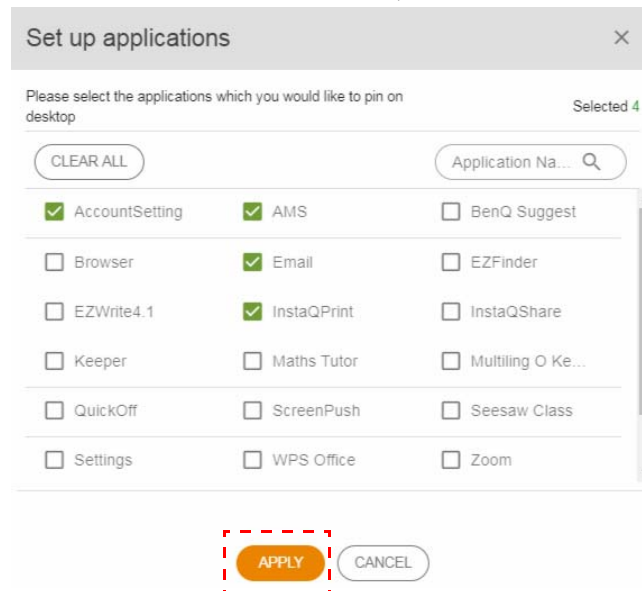 Set up applications
Please select the applications which you would like to pin on
desktop
Selected 4
CLEAR ALL
Application Na...
AccountSetting AMS BenQ Suggest
Browser Email EZFinder
EZWrite4.1 InstaQPrint InstaQShare
Keeper Maths Tutor Multiling O Ke...
QuickOff ScreenPush Seesaw Class
Settings WPS Office Zoom
APPLY CANCEL